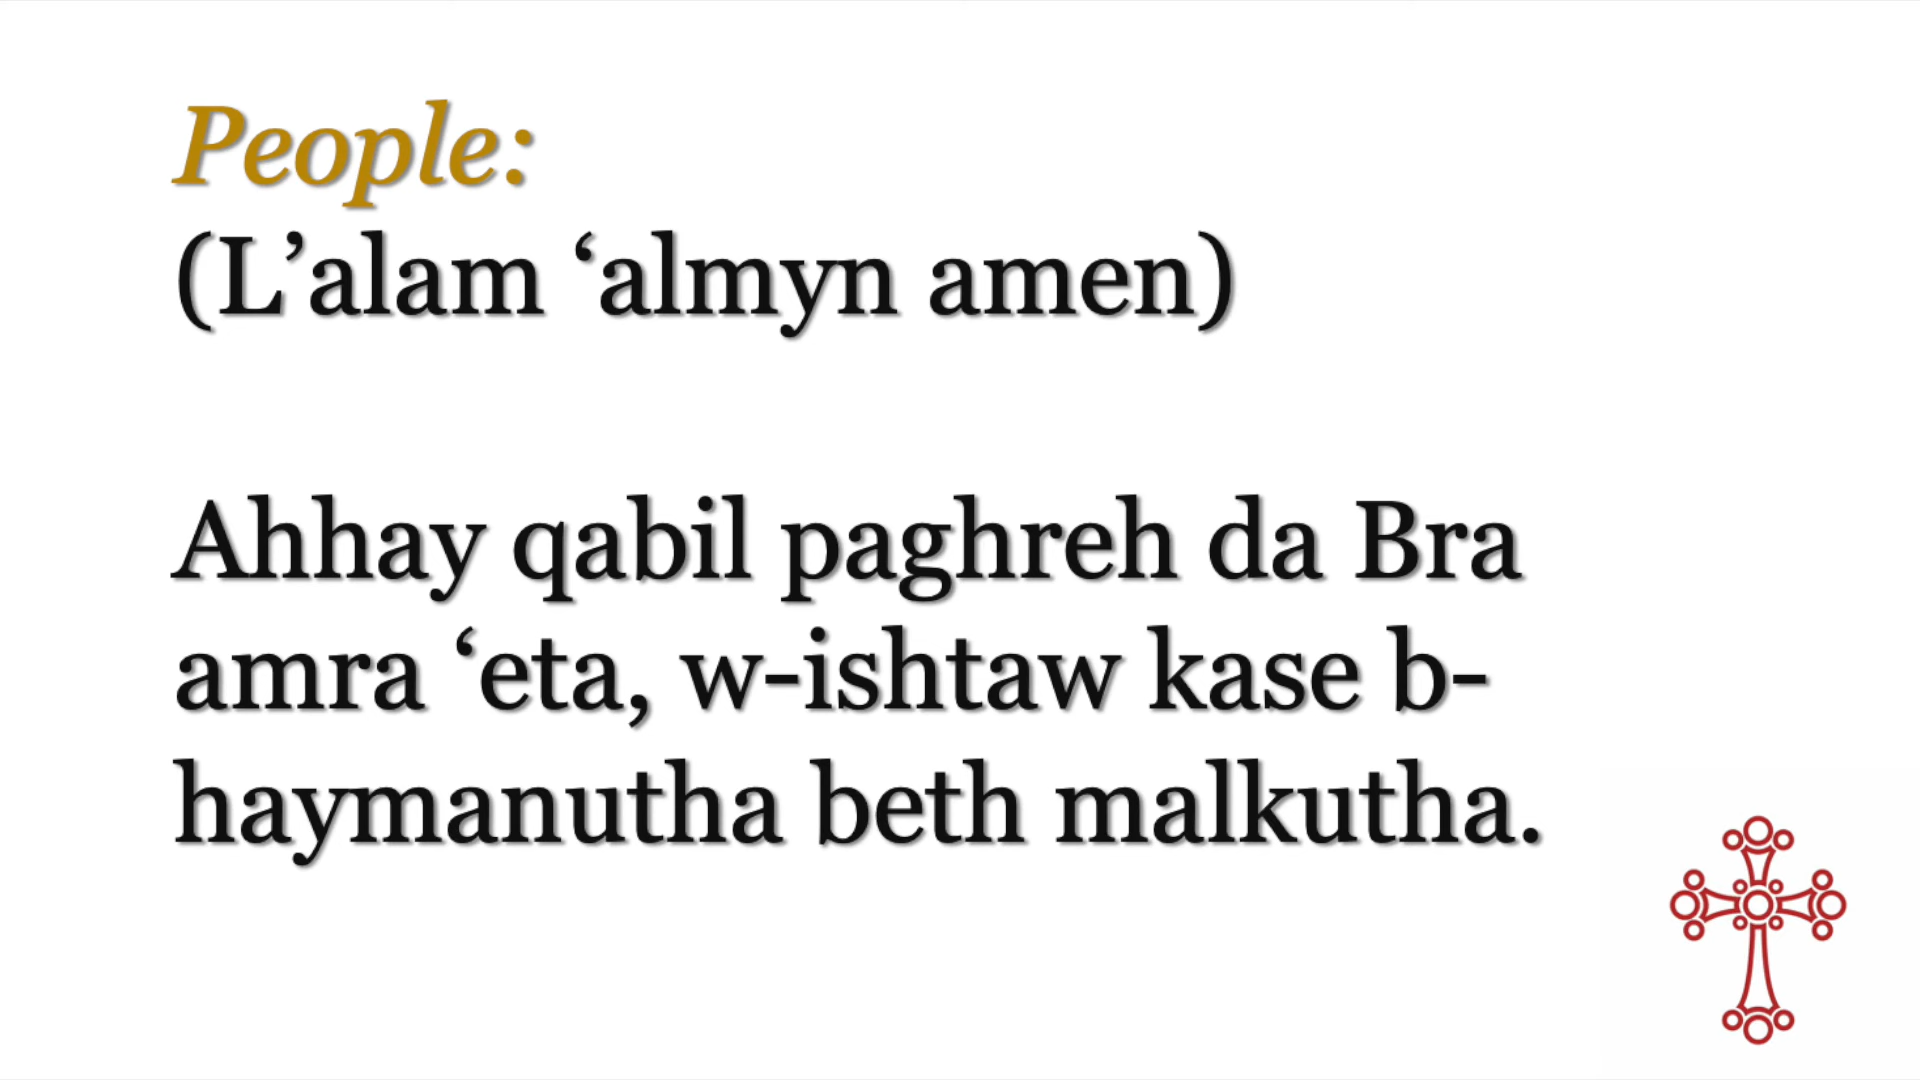 People:
(L’alam ‘almyn amen)
Ahhay qabil paghreh da Bra
amra ‘eta, w-ishtaw kase b-
haymanutha beth malkutha.